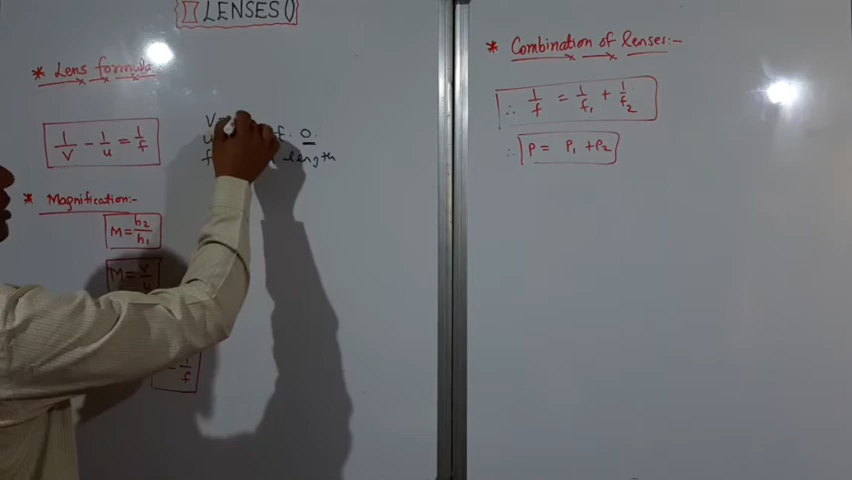 LENSES()
* Lens formula
1/v - 1/u = 1/f
v=
u
f. O.
f length
* Magnification:-
M = h2/h1
M = v/u
- 1/f
* Combination of lenses:-
∴ 1/f = 1/f1 + 1/f2
∴ P = P1 + P2